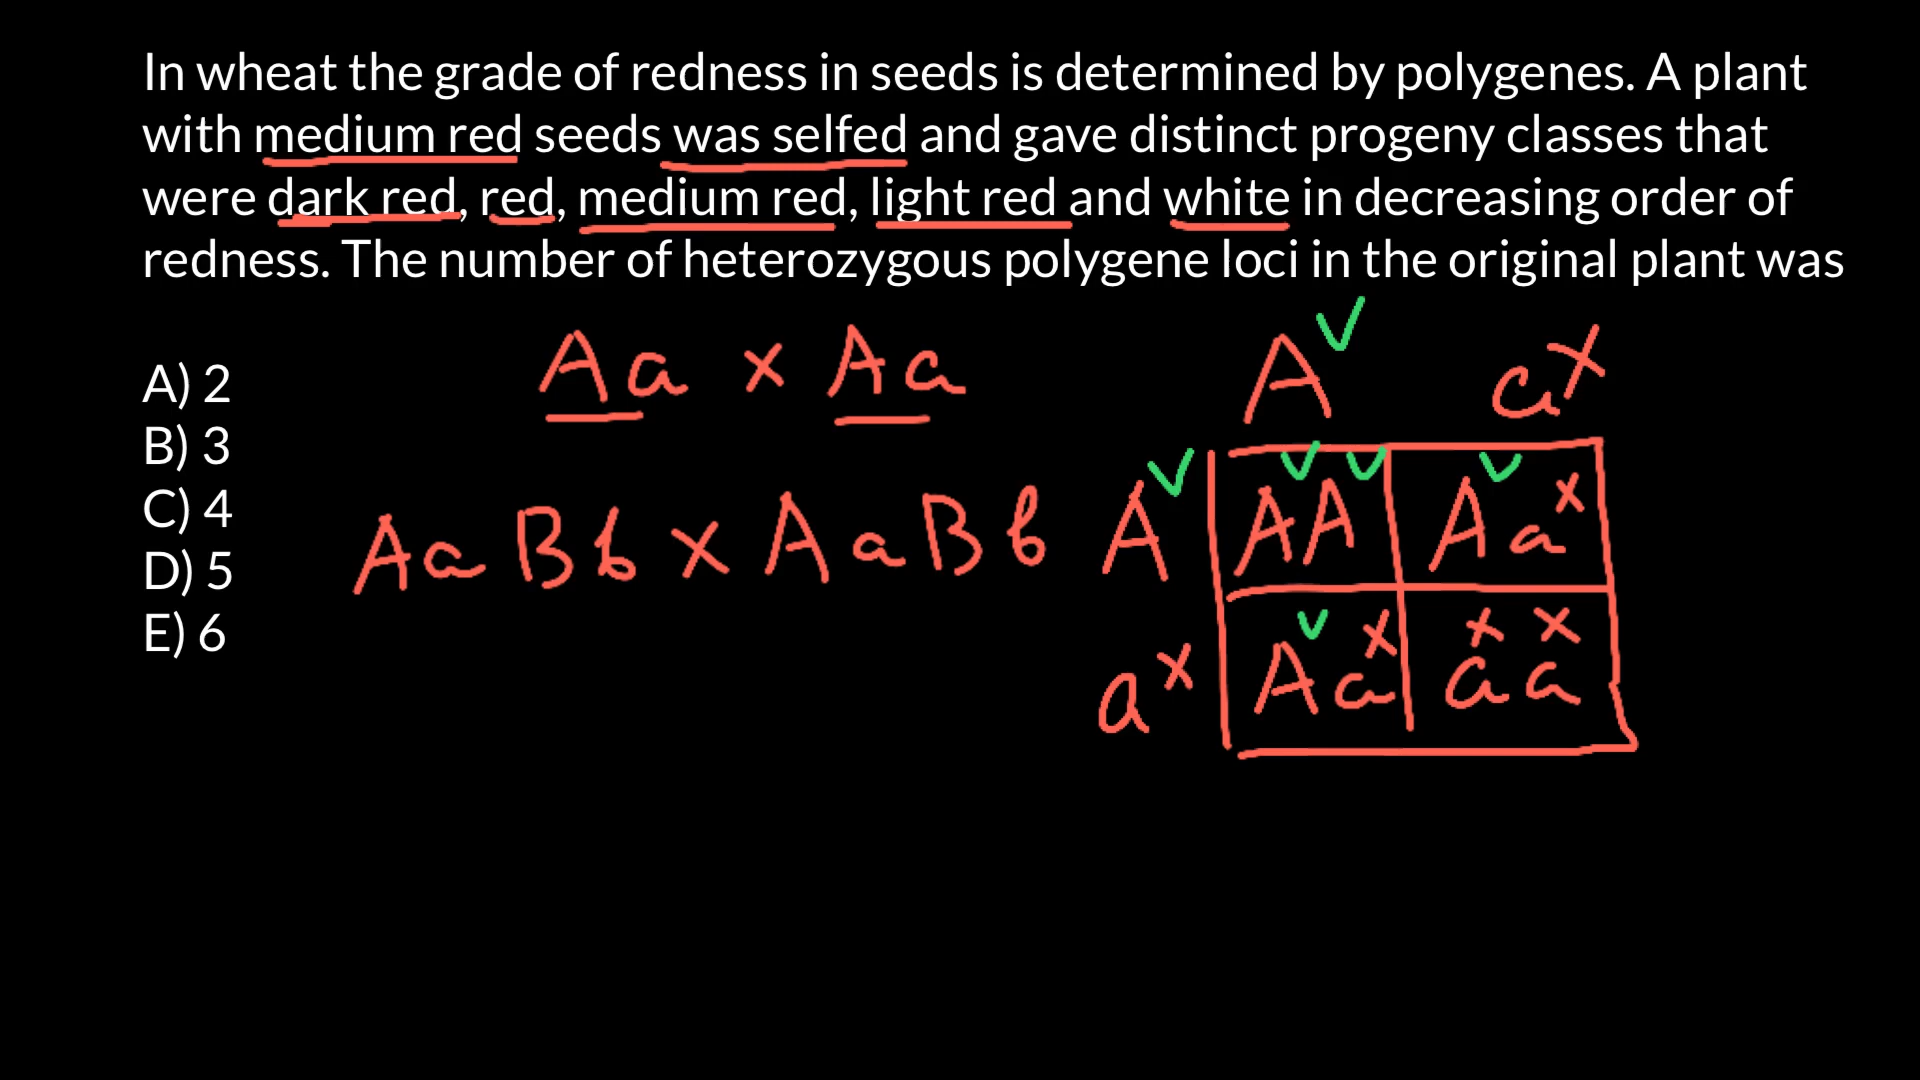 In wheat the grade of redness in seeds is determined by polygenes. A plant
with medium red seeds was selfed and gave distinct progeny classes that
were dark red, red, medium red, light red and white in decreasing order of
redness. The number of heterozygous polygene loci in the original plant was
A) 2
B) 3
C) 4
D) 5
E) 6
Aa x Aa
AaBb x AaBb
A a
A AA Aa
a Aa aa